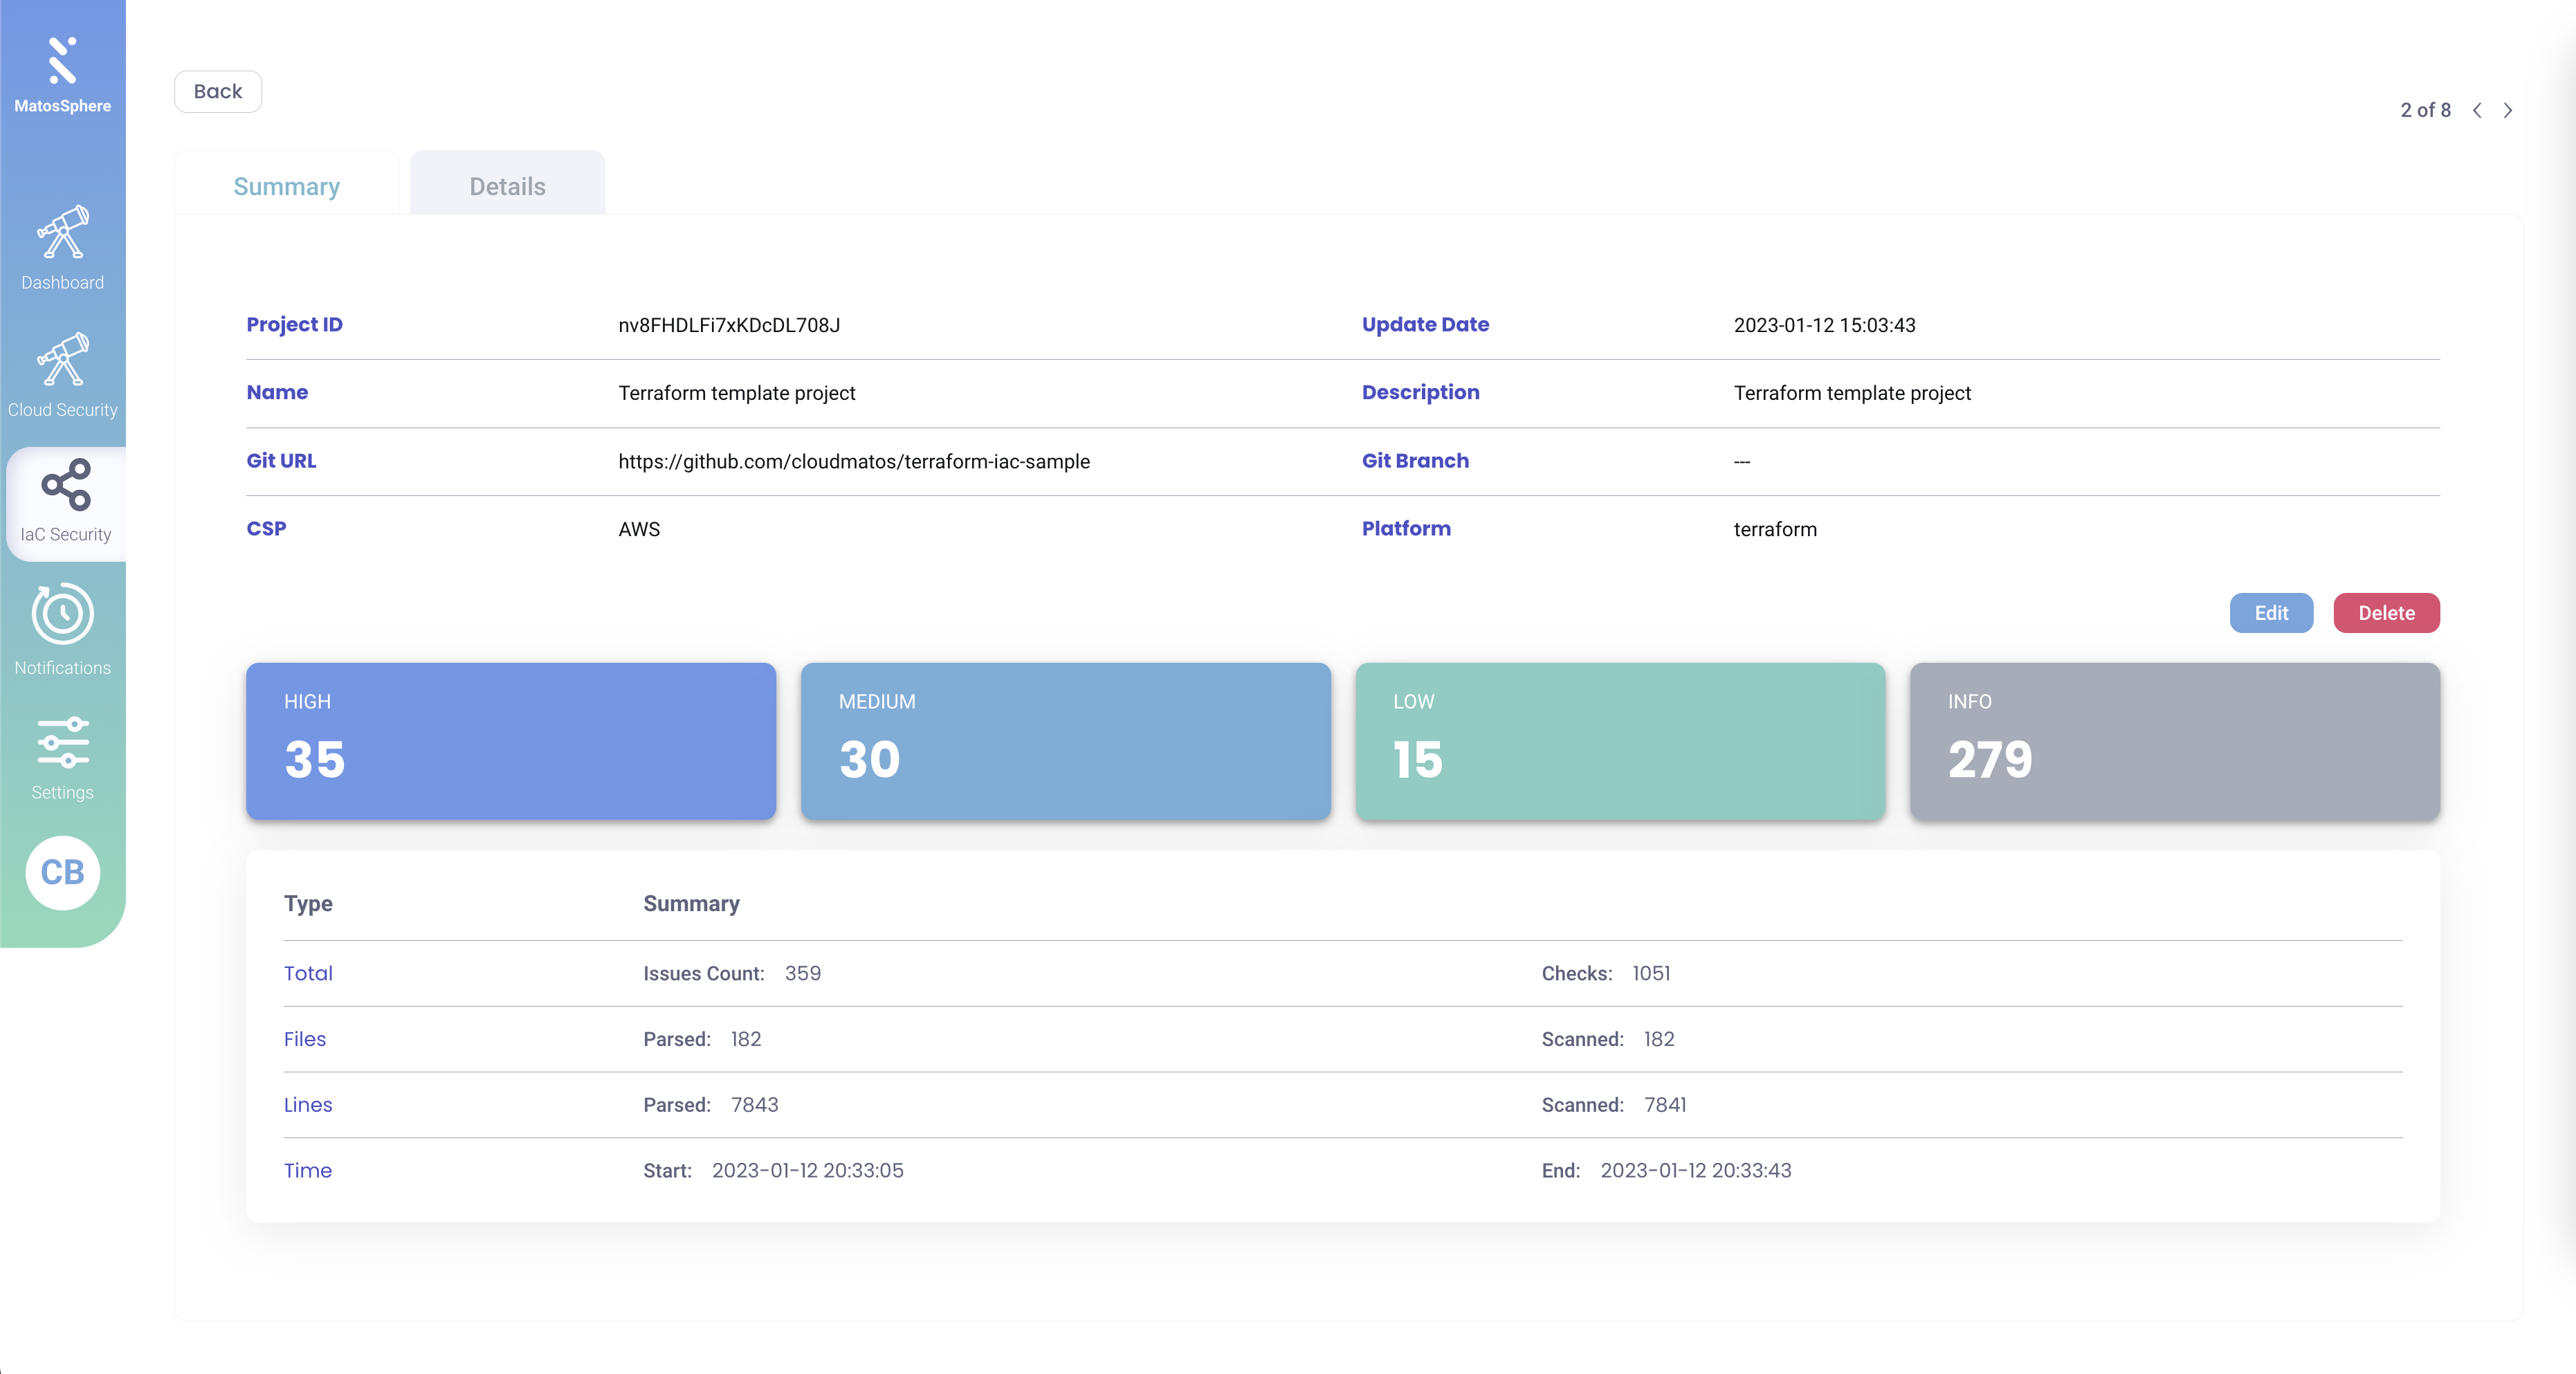 MatosSphere
Dashboard
Cloud Security
IaC Security
Notifications
Settings
CB
Back
2 of 8
Summary
Details
Project ID nv8FHDLFi7xKDcDL708J Update Date 2023-01-12 15:03:43
Name Terraform template project Description Terraform template project
Git URL https://github.com/cloudmatos/terraform-iac-sample Git Branch ---
CSP AWS Platform terraform
Edit Delete
HIGH
35
MEDIUM
30
LOW
15
INFO
279
Type Summary
Total Issues Count: 359 Checks: 1051
Files Parsed: 182 Scanned: 182
Lines Parsed: 7843 Scanned: 7841
Time Start: 2023-01-12 20:33:05 End: 2023-01-12 20:33:43